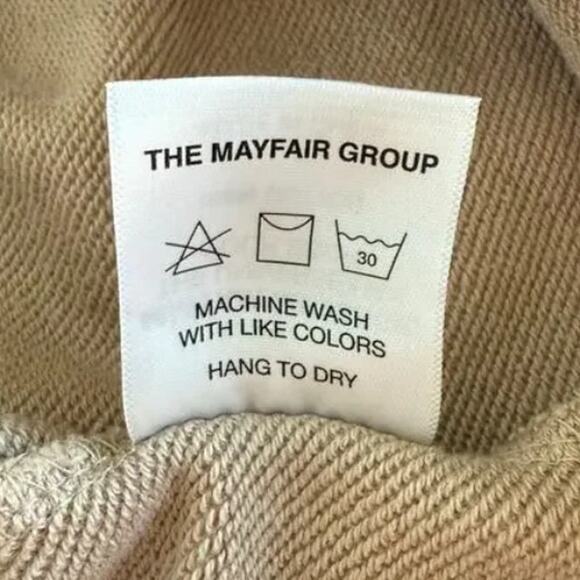 THE MAYFAIR GROUP
30
MACHINE WASH
WITH LIKE COLORS
HANG TO DRY